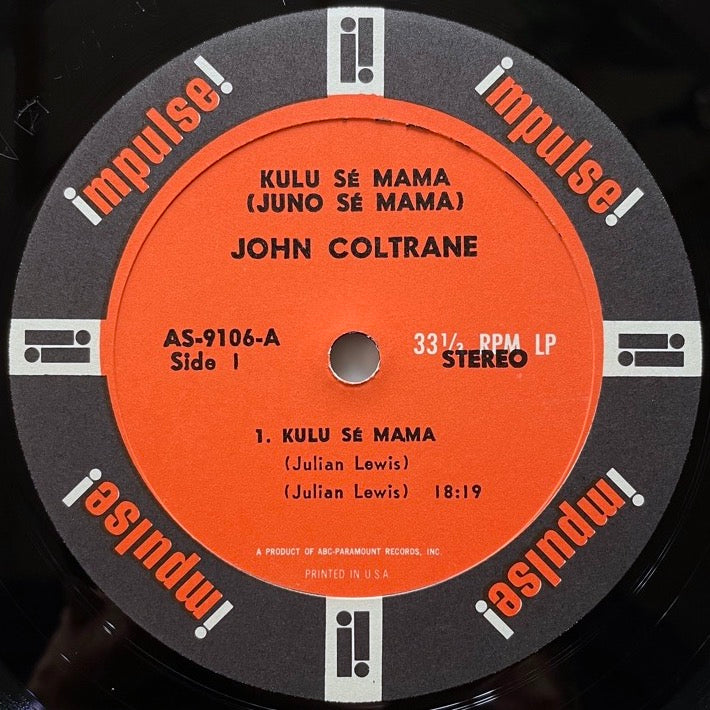 impulse!
impulse!
KULU SÉ MAMA
(JUNO SÉ MAMA)
JOHN COLTRANE
AS-9106-A
Side 1
33⅓ RPM LP
STEREO
1. KULU SÉ MAMA
(Julian Lewis)
(Julian Lewis) 18:19
A PRODUCT OF ABC-PARAMOUNT RECORDS, INC.
PRINTED IN U.S.A.
impulse!
impulse!